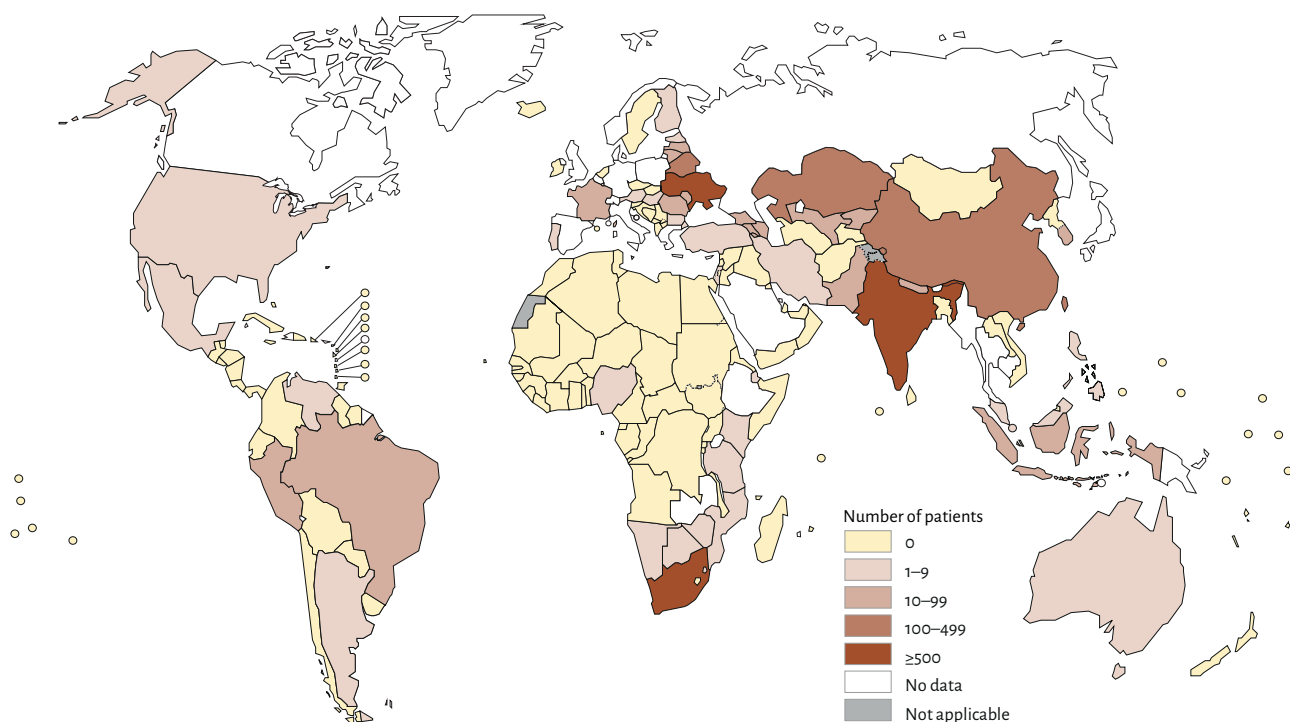 Number of patients
0
1–9
10–99
100–499
≥500
No data
Not applicable